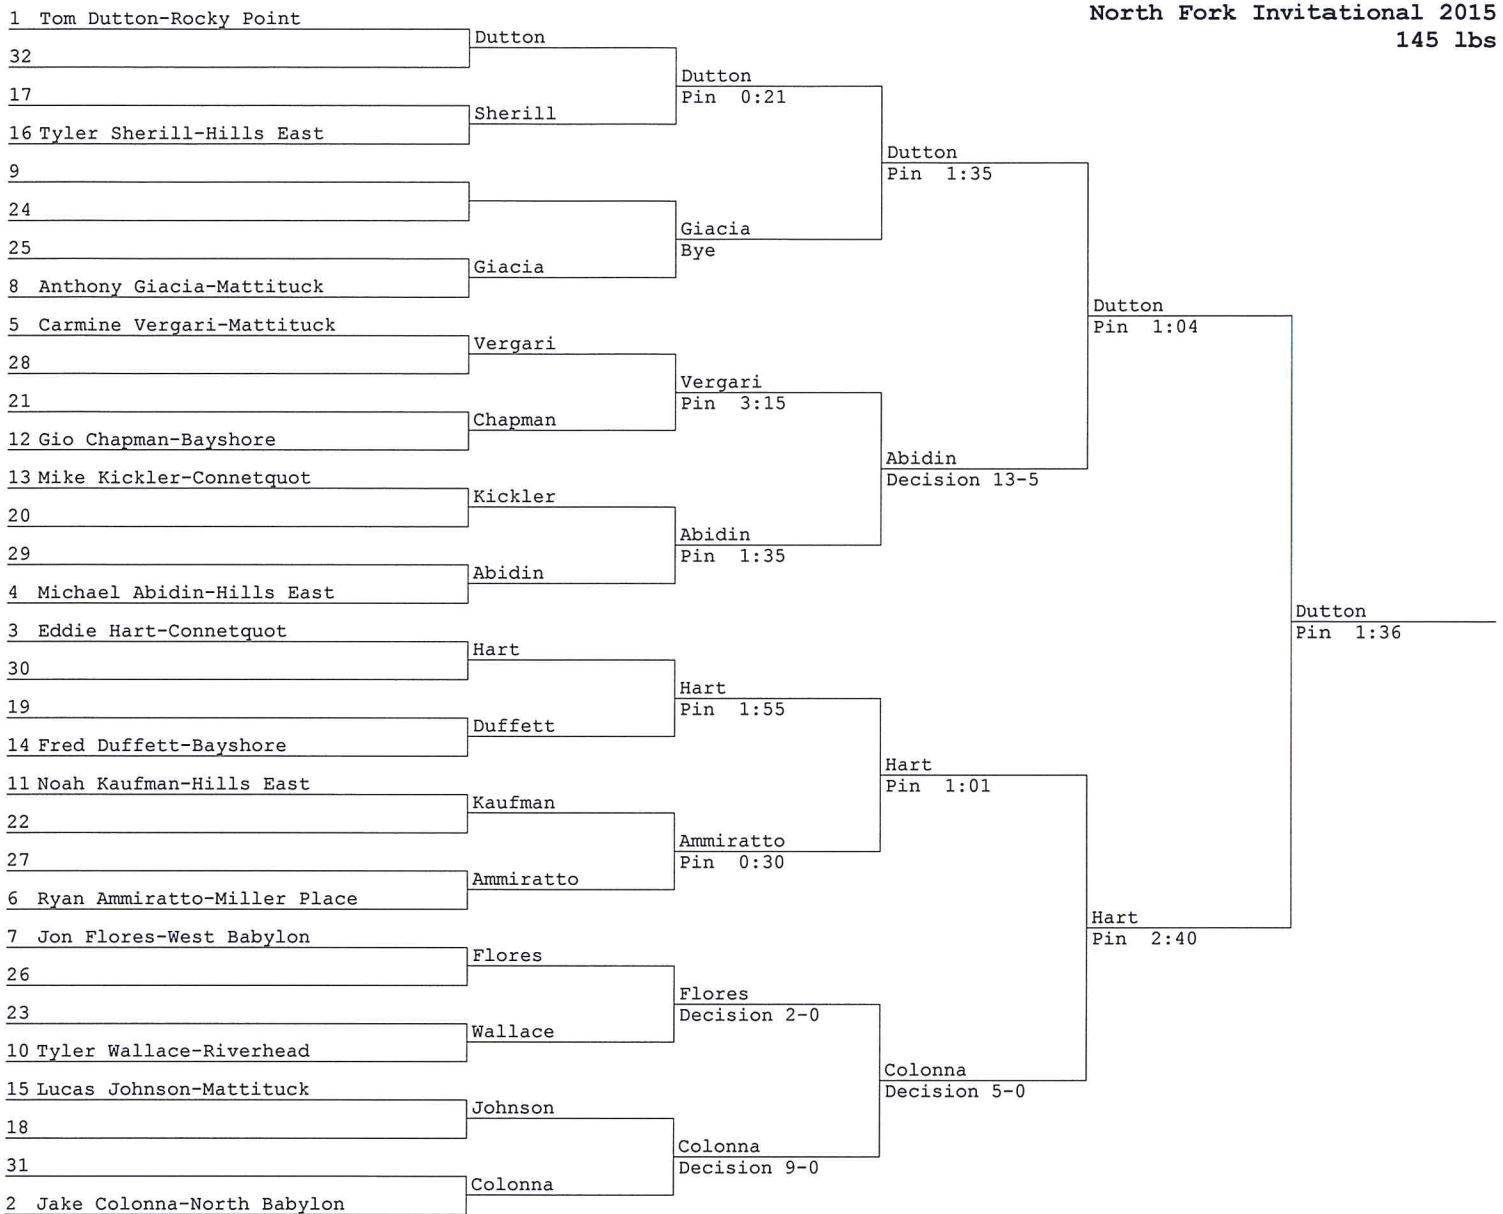 North Fork Invitational 2015
145 lbs
1 Tom Dutton-Rocky Point
Dutton
32
Dutton
Pin 0:21
17
Sherill
16 Tyler Sherill-Hills East
Dutton
Pin 1:35
9
24
Giacia
Bye
25
Giacia
8 Anthony Giacia-Mattituck
Dutton
Pin 1:04
5 Carmine Vergari-Mattituck
Vergari
28
Vergari
Pin 3:15
21
Chapman
12 Gio Chapman-Bayshore
Abidin
Decision 13-5
13 Mike Kickler-Connetquot
Kickler
20
Abidin
Pin 1:35
29
Abidin
4 Michael Abidin-Hills East
Dutton
Pin 1:36
3 Eddie Hart-Connetquot
Hart
30
Hart
Pin 1:55
19
Duffett
14 Fred Duffett-Bayshore
Hart
Pin 1:01
11 Noah Kaufman-Hills East
Kaufman
22
Ammiratto
Pin 0:30
27
Ammiratto
6 Ryan Ammiratto-Miller Place
Hart
Pin 2:40
7 Jon Flores-West Babylon
Flores
26
Flores
Decision 2-0
23
Wallace
10 Tyler Wallace-Riverhead
Colonna
Decision 5-0
15 Lucas Johnson-Mattituck
Johnson
18
Colonna
Decision 9-0
31
Colonna
2 Jake Colonna-North Babylon